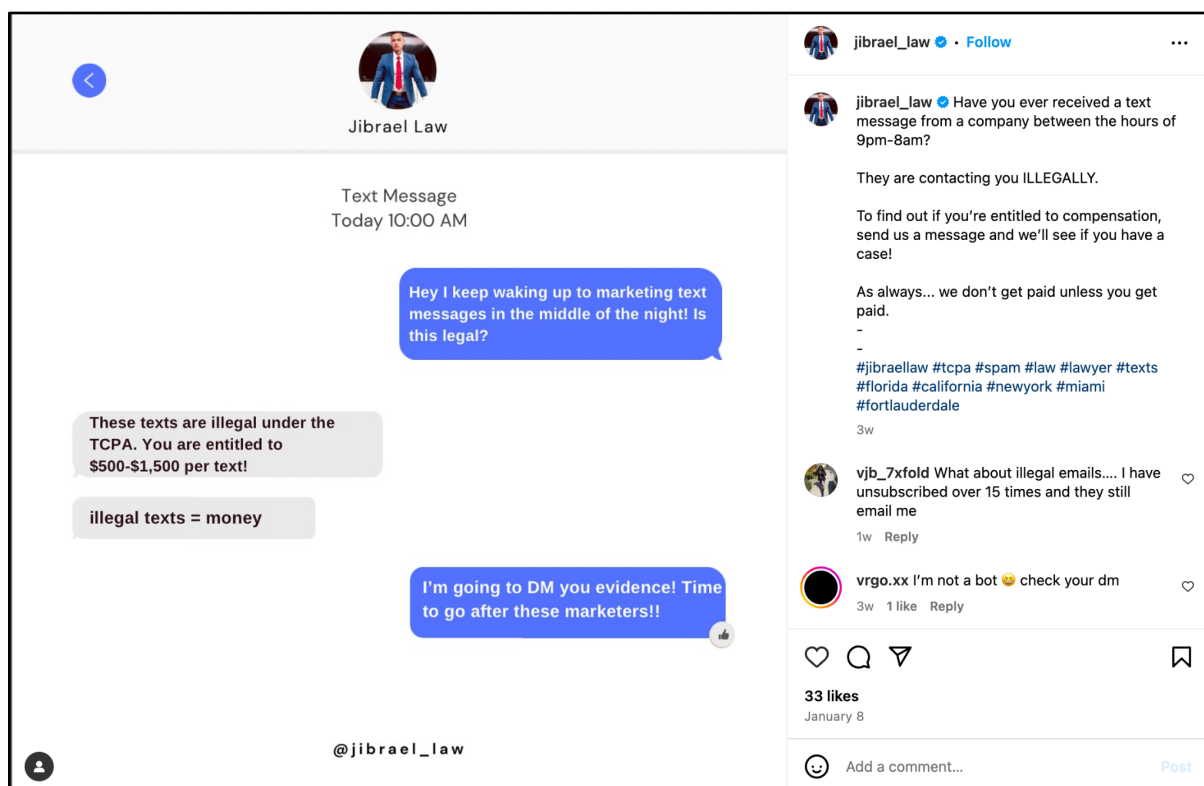 Jibrael Law
Text Message
Today 10:00 AM
Hey I keep waking up to marketing text
messages in the middle of the night! Is
this legal?
These texts are illegal under the
TCPA. You are entitled to
$500-$1,500 per text!
illegal texts = money
I'm going to DM you evidence! Time
to go after these marketers!!
@jibrael_law
jibrael_law • Follow
jibrael_law Have you ever received a text
message from a company between the hours of
9pm-8am?
They are contacting you ILLEGALLY.
To find out if you're entitled to compensation,
send us a message and we'll see if you have a
case!
As always... we don't get paid unless you get
paid.
-
-
#jibraellaw #tcpa #spam #law #lawyer #texts
#florida #california #newyork #miami
#fortlauderdale
3w
vjb_7xfold What about illegal emails.... I have
unsubscribed over 15 times and they still
email me
1w Reply
vrgo.xx I'm not a bot 😄 check your dm
3w 1 like Reply
33 likes
January 8
Add a comment...
Post